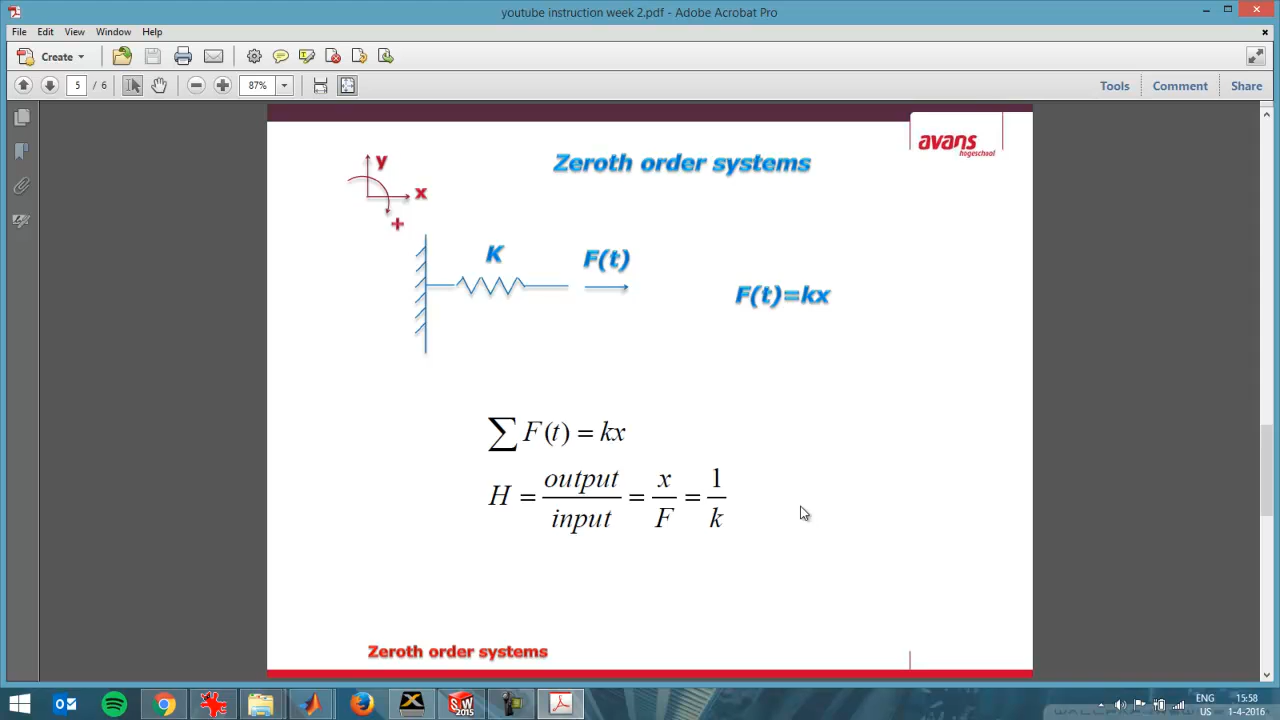 youtube instruction week 2.pdf - Adobe Acrobat Pro
File Edit View Window Help
Create
5 / 6 87% Tools Comment Share
avans
hogeschool
Zeroth order systems
y
x
+
K
F(t)
F(t)=kx
∑ F(t) = kx
H = output/input = x/F = 1/k
Zeroth order systems
SW
2015
ENG 15:58
US 1-4-2016